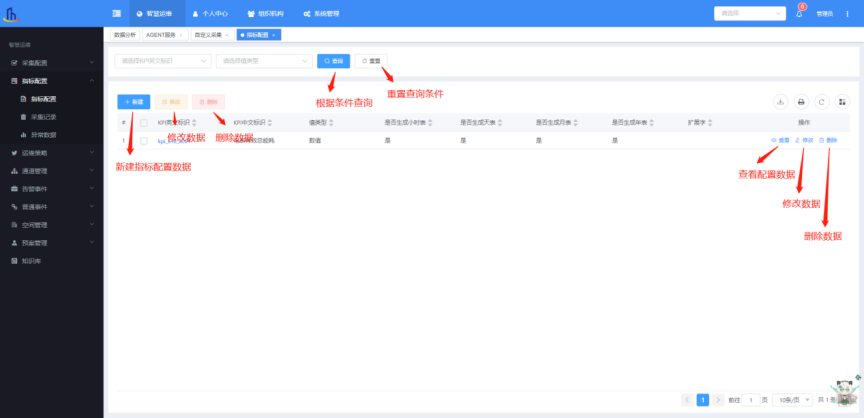 智慧运维
个人中心
组织机构
系统管理
请选择
8
管理员
智慧运维
采集配置
指标配置
指标配置
采集记录
异常数据
运维策略
通道管理
告警事件
普通事件
空间管理
预案管理
知识库
数据分析
AGENT服务 ×
自定义采集 ×
指标配置 ×
请选择KPI英文标识
请选择值类型
查询
重置
根据条件查询
重置查询条件
+ 新建
修改
删除
# KPI英文标识 KPI中文标识 值类型 是否生成小时表 是否生成天表 是否生成月表 是否生成年表 扩展字 操作
1 数值 是 是 是 是 查看 修改 删除
修改数据
删除数据
新建指标配置数据
查看配置数据
修改数据
删除数据
1 前往 1 页 10条/页 共 1 条